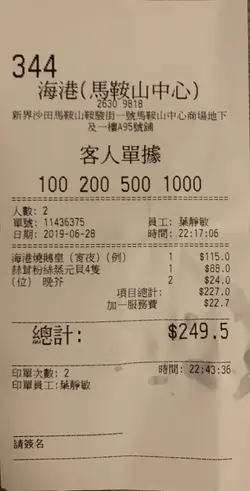 344
海港(馬鞍山中心)
2630 9818
新界沙田馬鞍山鞍駿街一號馬鞍山中心商場地下
及一樓A95號舖
客人單據
100 200 500 1000
人數: 2
單號: 11436375 員工: 葉靜敏
日期: 2019-06-28 時間: 22:17:06
海港燒鵝皇 (宵夜)(例) 1 $115.0
蒜茸粉絲蒸元貝4隻 1 $88.0
(位) 晚芥 2 $24.0
項目總計: $227.0
加一服務費 $22.7
總計: $249.5
印單次數: 2 時間: 22:43:36
印單員工:葉靜敏
請簽名